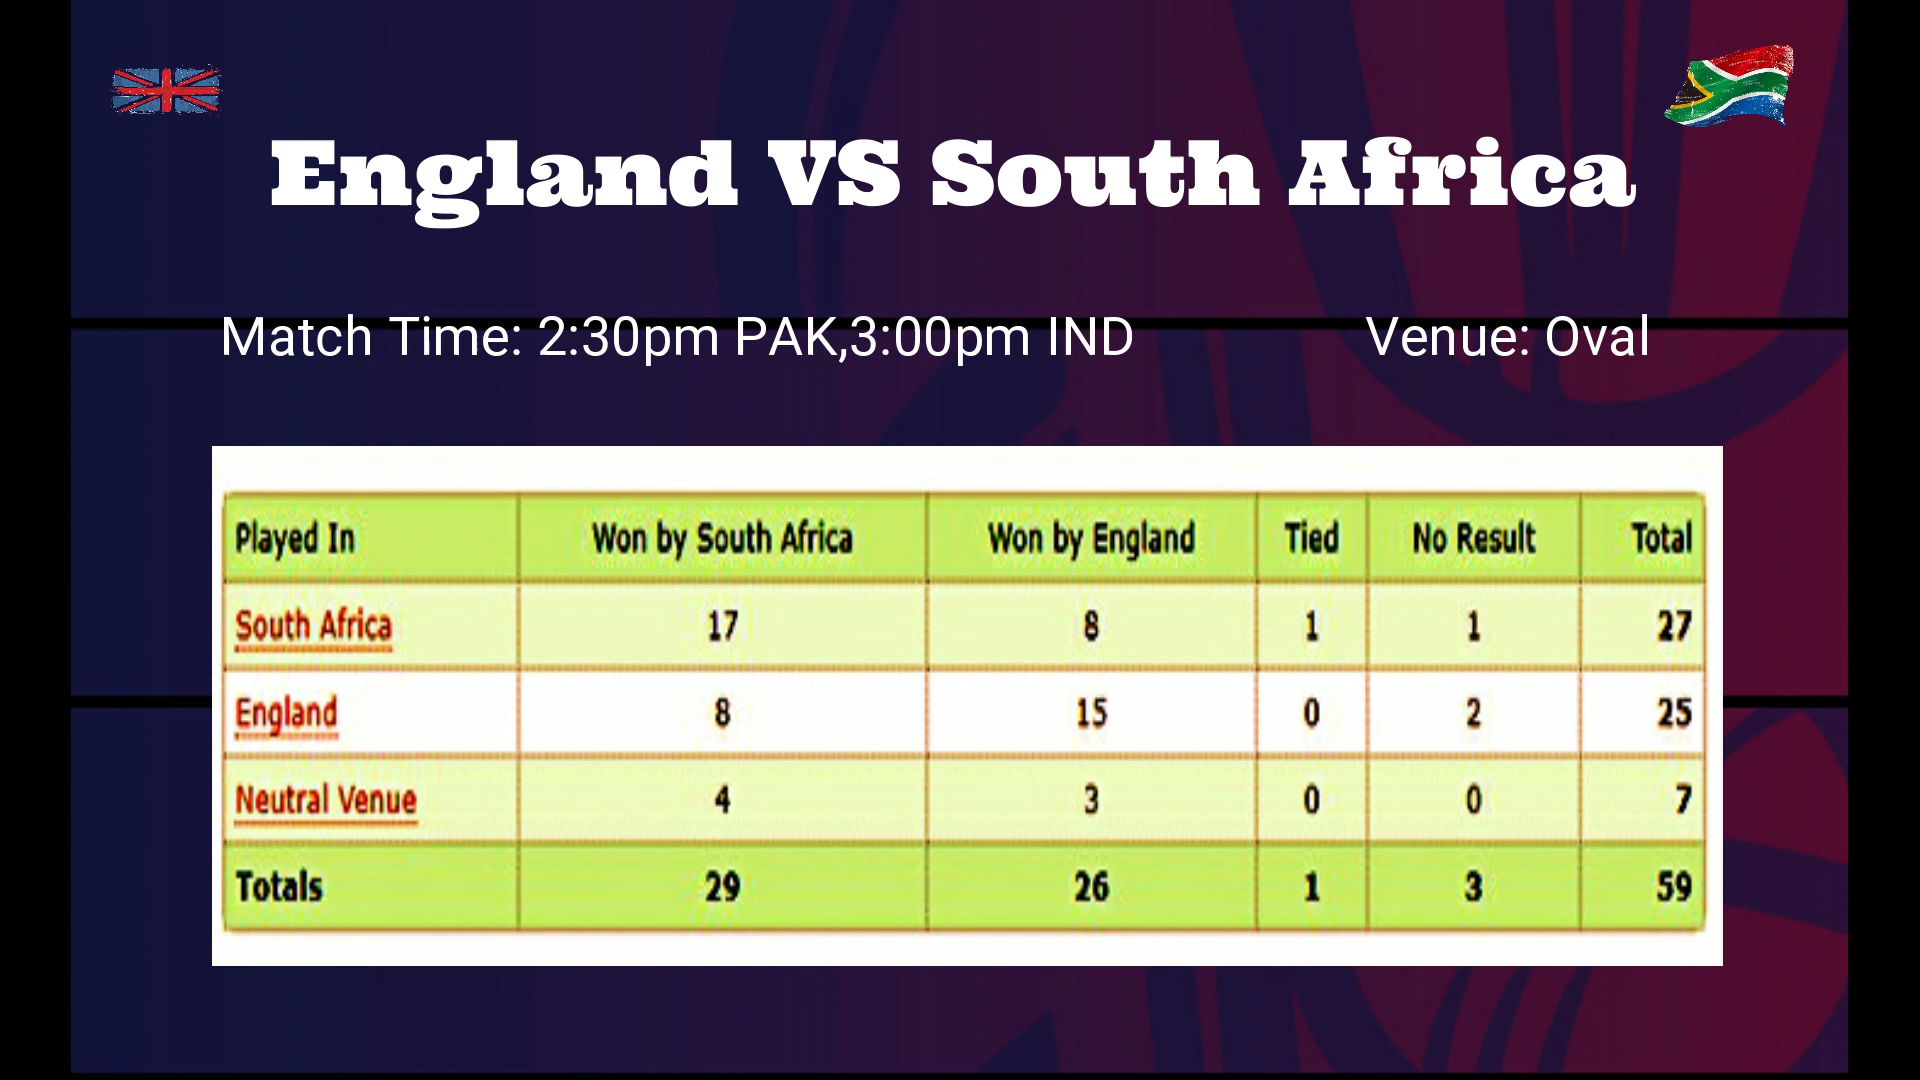 England VS South Africa
Match Time: 2:30pm PAK,3:00pm IND Venue: Oval
Played In Won by South Africa Won by England Tied No Result Total
South Africa 17 8 1 1 27
England 8 15 0 2 25
Neutral Venue 4 3 0 0 7
Totals 29 26 1 3 59